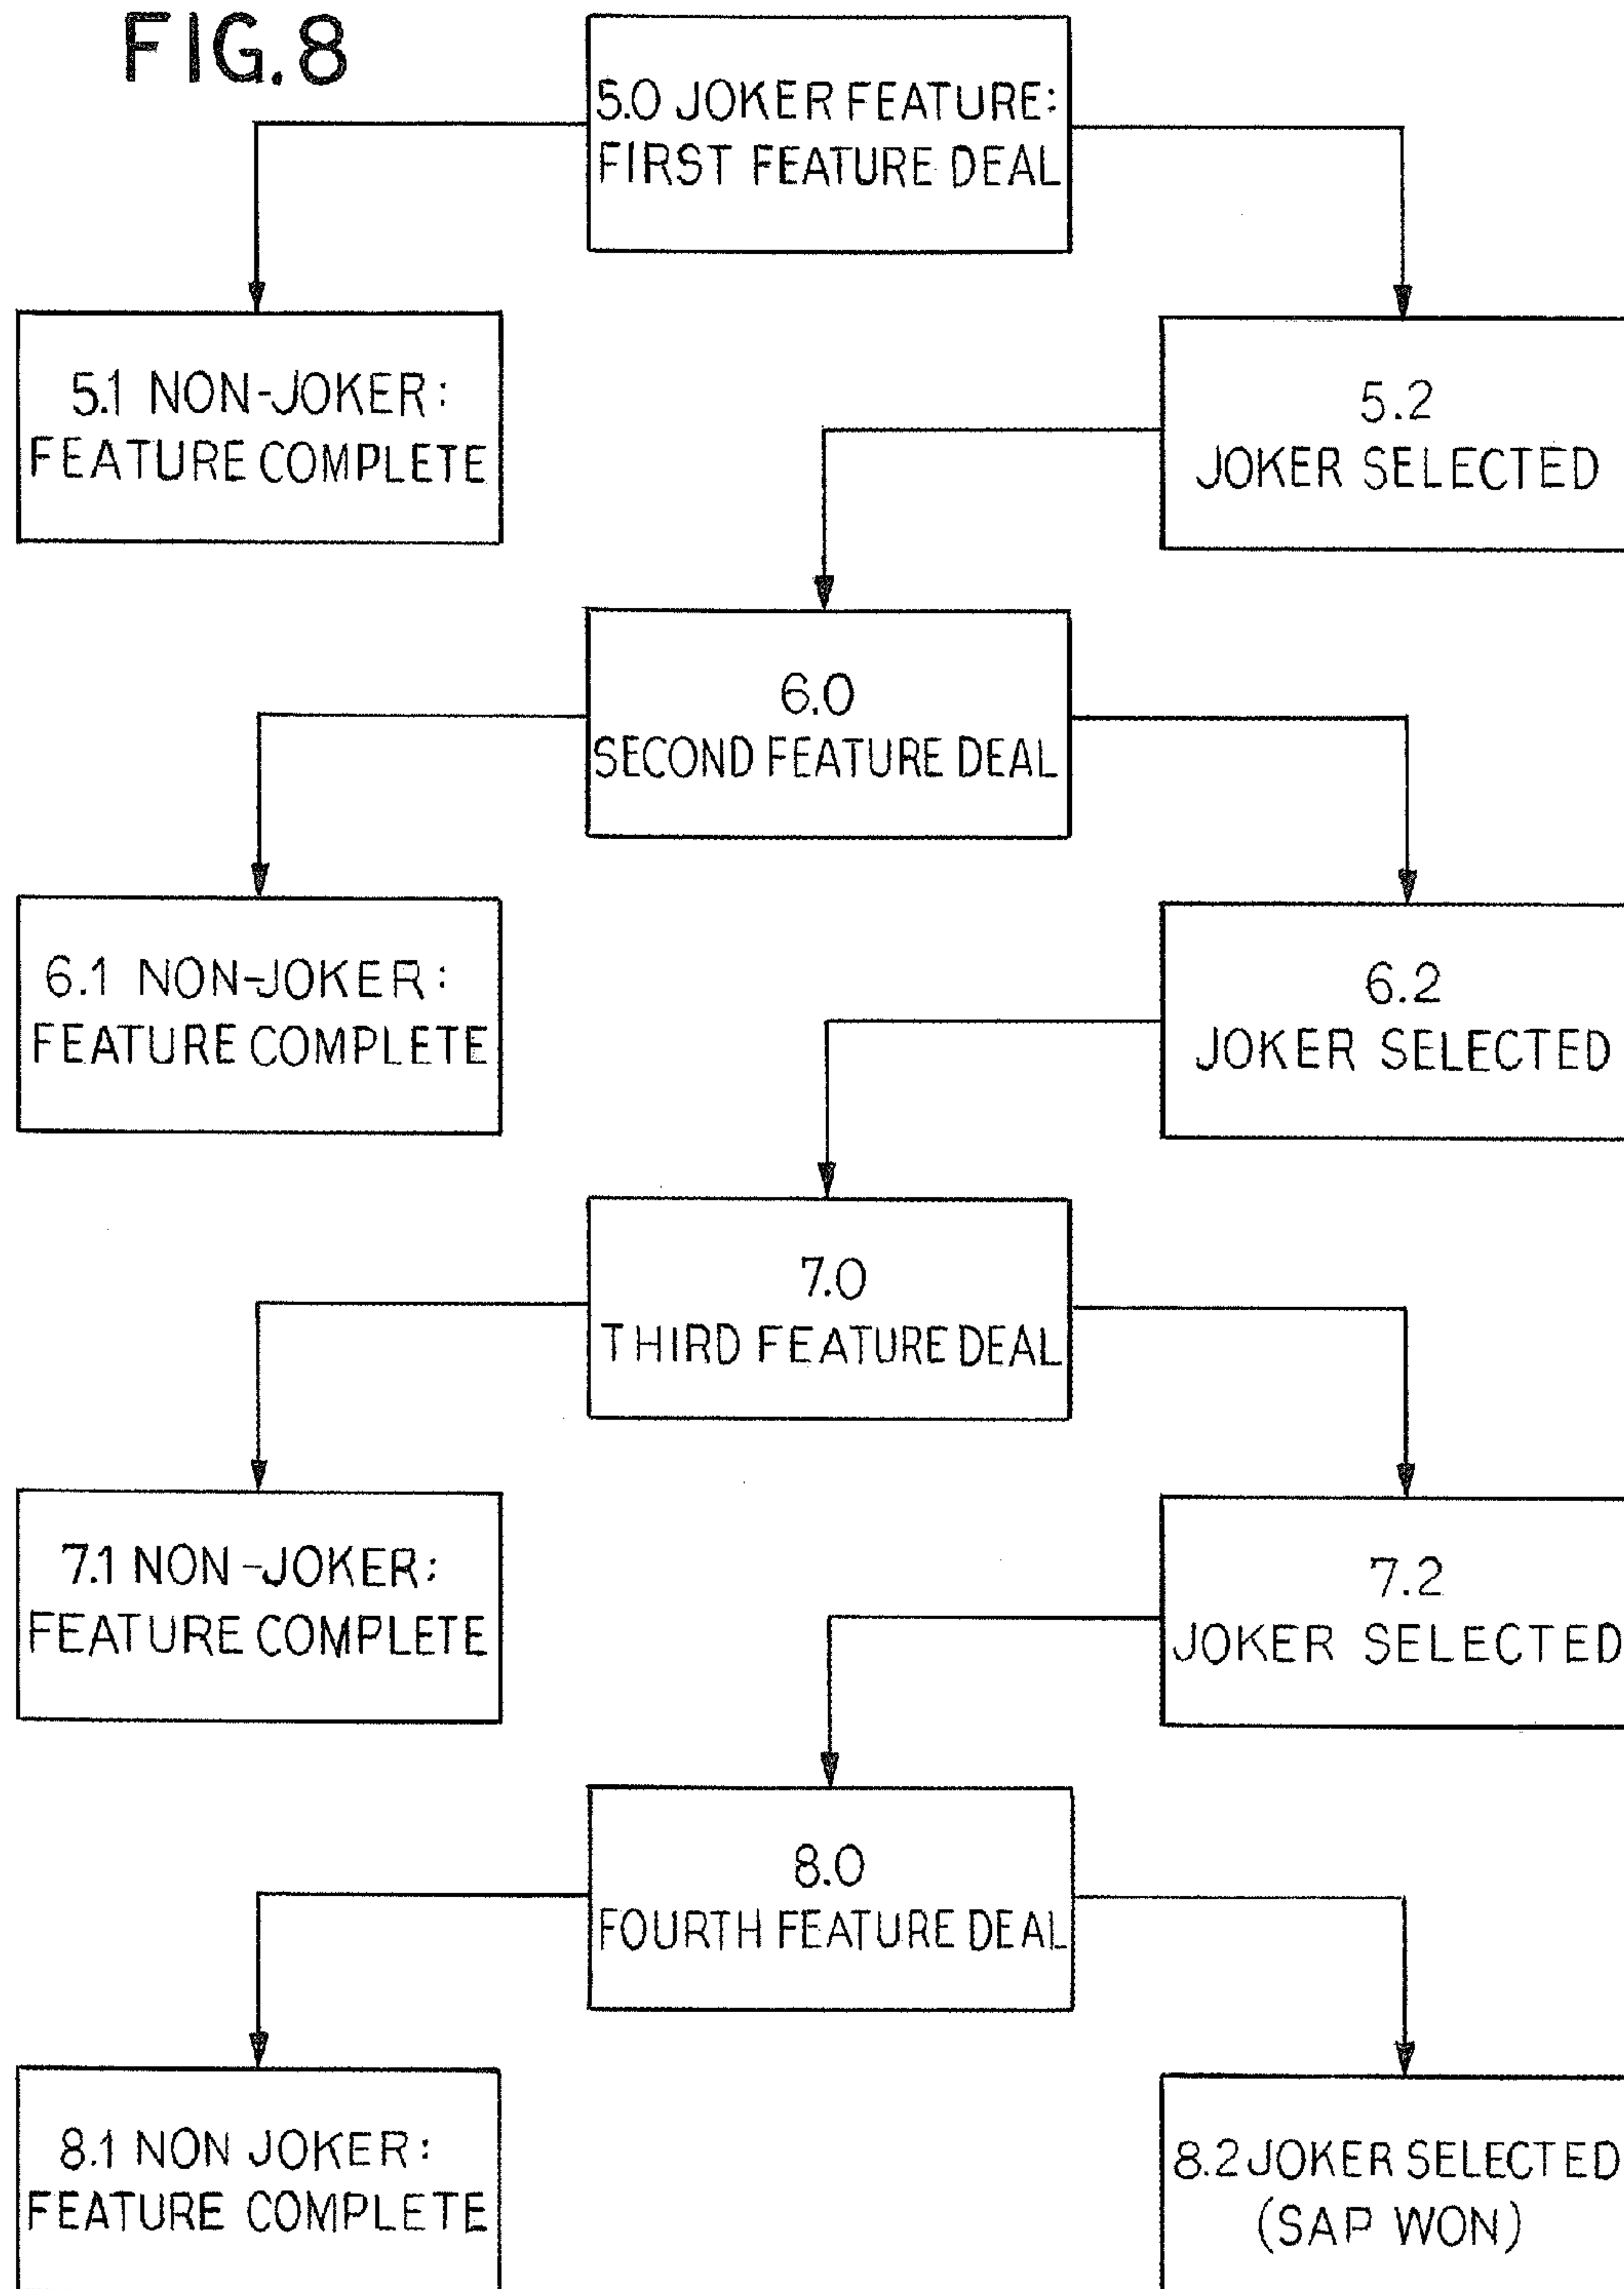 FIG.8
5.0 JOKER FEATURE:
FIRST FEATURE DEAL
5.1 NON-JOKER:
FEATURE COMPLETE
5.2
JOKER SELECTED
6.0
SECOND FEATURE DEAL
6.1 NON-JOKER:
FEATURE COMPLETE
6.2
JOKER SELECTED
7.0
THIRD FEATURE DEAL
7.1 NON-JOKER:
FEATURE COMPLETE
7.2
JOKER SELECTED
8.0
FOURTH FEATURE DEAL
8.1 NON JOKER:
FEATURE COMPLETE
8.2 JOKER SELECTED
(SAP WON)